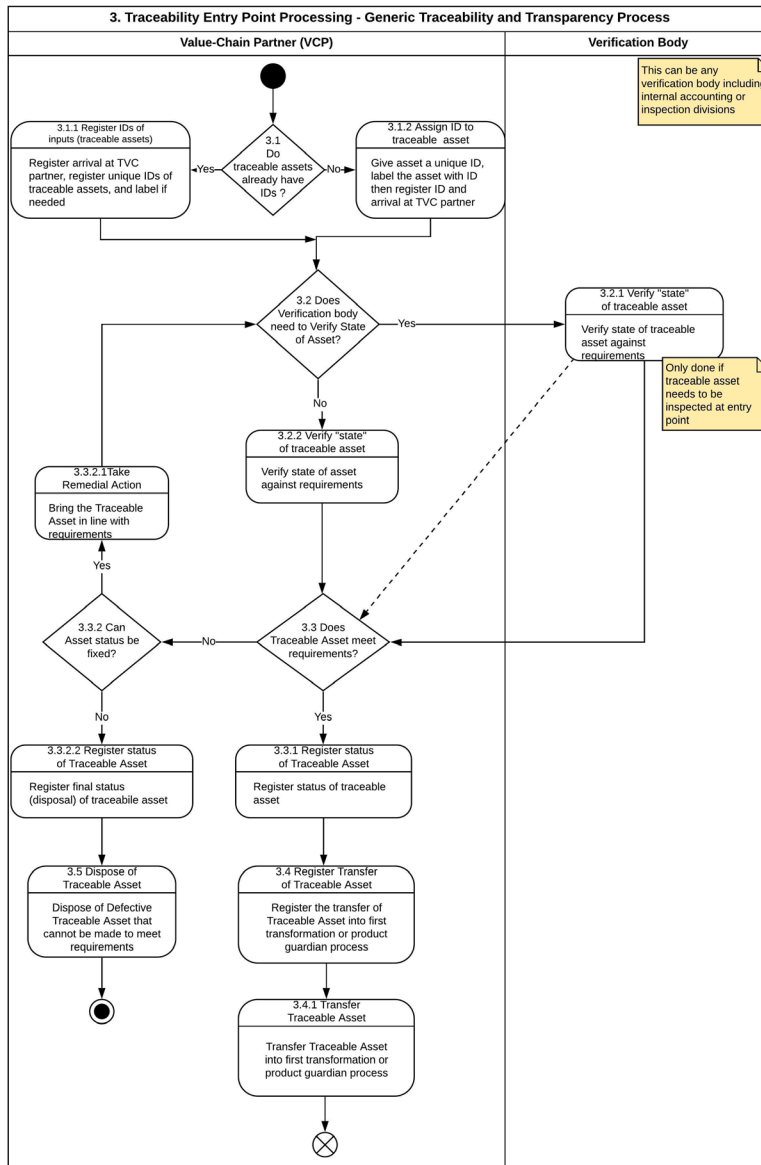 3. Traceability Entry Point Processing - Generic Traceability and Transparency Process
Value-Chain Partner (VCP)
Verification Body
This can be any
verification body including
internal accounting or
inspection divisions
3.1.1 Register IDs of
inputs (traceable assets)
Register arrival at TVC
partner, register unique IDs of
traceable assets, and label if
needed
Yes
3.1
Do
traceable assets
already have
IDs ?
No
3.1.2 Assign ID to
traceable asset
Give asset a unique ID,
label the asset with ID
then register ID and
arrival at TVC partner
3.2 Does
Verification body
need to Verify State
of Asset?
Yes
3.2.1 Verify "state"
of traceable asset
Verify state of traceable
asset against
requirements
Only done if
traceable asset
needs to be
inspected at entry
point
No
3.2.2 Verify "state"
of traceable asset
Verify state of asset
against requirements
3.3.2.1Take
Remedial Action
Bring the Traceable
Asset in line with
requirements
Yes
3.3.2 Can
Asset status be
fixed?
No
3.3 Does
Traceable Asset meet
requirements?
No
Yes
3.3.2.2 Register status
of Traceable Asset
Register final status
(disposal) of traceabile asset
3.3.1 Register status
of Traceable Asset
Register status of traceable
asset
3.5 Dispose of
Traceable Asset
Dispose of Defective
Traceable Asset that
cannot be made to meet
requirements
3.4 Register Transfer
of Traceable Asset
Register the transfer of
Traceable Asset into first
transformation or product
guardian process
3.4.1 Transfer
Traceable Asset
Transfer Traceable Asset
into first transformation or
product guardian process